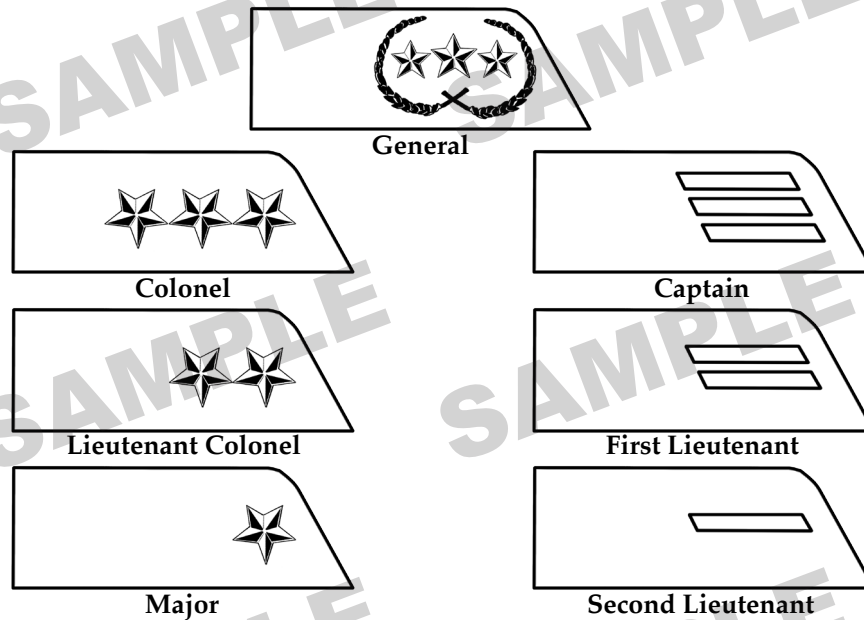 SAMPLE
SAMPLE
General
Colonel
Captain
SAMPLE
SAMPLE
Lieutenant Colonel
First Lieutenant
Major
Second Lieutenant